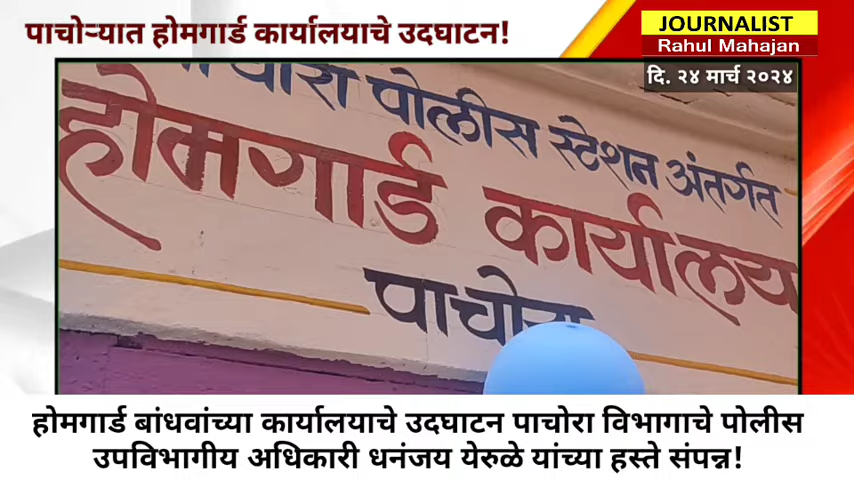 पाचोऱ्यात होमगार्ड कार्यालयाचे उदघाटन!
JOURNALIST
Rahul Mahajan
दि. २४ मार्च २०२४
पोलीस स्टेशन अंतर्गत
होमगार्ड कार्यालय
पाचोरा
होमगार्ड बांधवांच्या कार्यालयाचे उदघाटन पाचोरा विभागाचे पोलीस
उपविभागीय अधिकारी धनंजय येरुळे यांच्या हस्ते संपन्न!